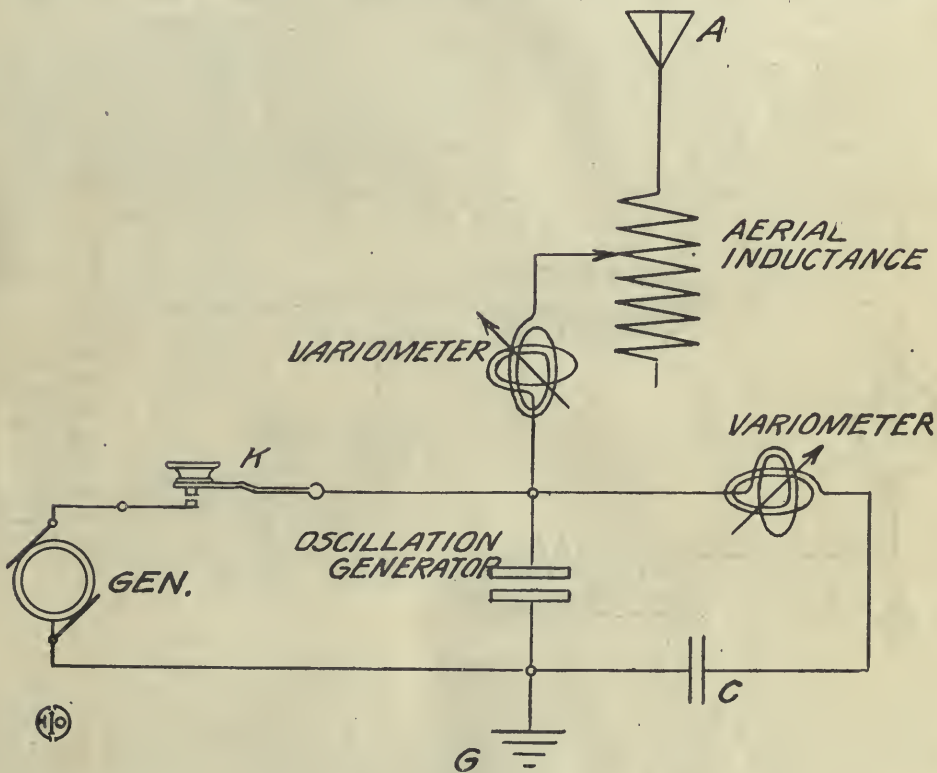 A
AERIAL
INDUCTANCE
VARIOMETER
VARIOMETER
K
OSCILLATION
GENERATOR
GEN.
C
G